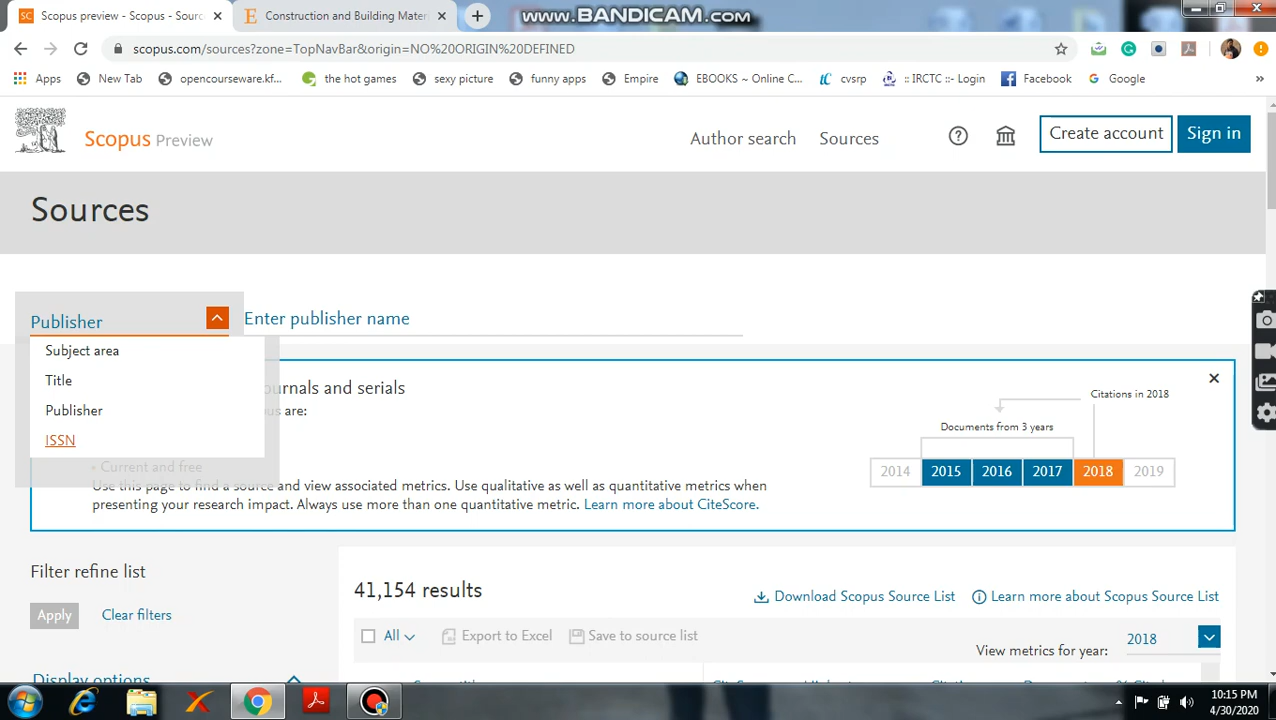 Scopus preview - Scopus - Sourc
Construction and Building Mater
www.BANDICAM.com
scopus.com/sources?zone=TopNavBar&origin=NO%20ORIGIN%20DEFINED
Apps New Tab opencourseware.kf... the hot games sexy picture funny apps Empire EBOOKS ~ Online C... cvsrp :: IRCTC ::- Login Facebook Google »
Scopus Preview
Author search Sources Create account Sign in
Sources
Publisher Enter publisher name
Subject area
Title
Publisher
ISSN
ournals and serials
pus are:
• Current and free
Use this page to find a source and view associated metrics. Use qualitative as well as quantitative metrics when
presenting your research impact. Always use more than one quantitative metric. Learn more about CiteScore.
Citations in 2018
Documents from 3 years
2014 2015 2016 2017 2018 2019
Filter refine list
Apply Clear filters
Display options
41,154 results
Download Scopus Source List Learn more about Scopus Source List
All Export to Excel Save to source list
View metrics for year: 2018
10:15 PM
4/30/2020